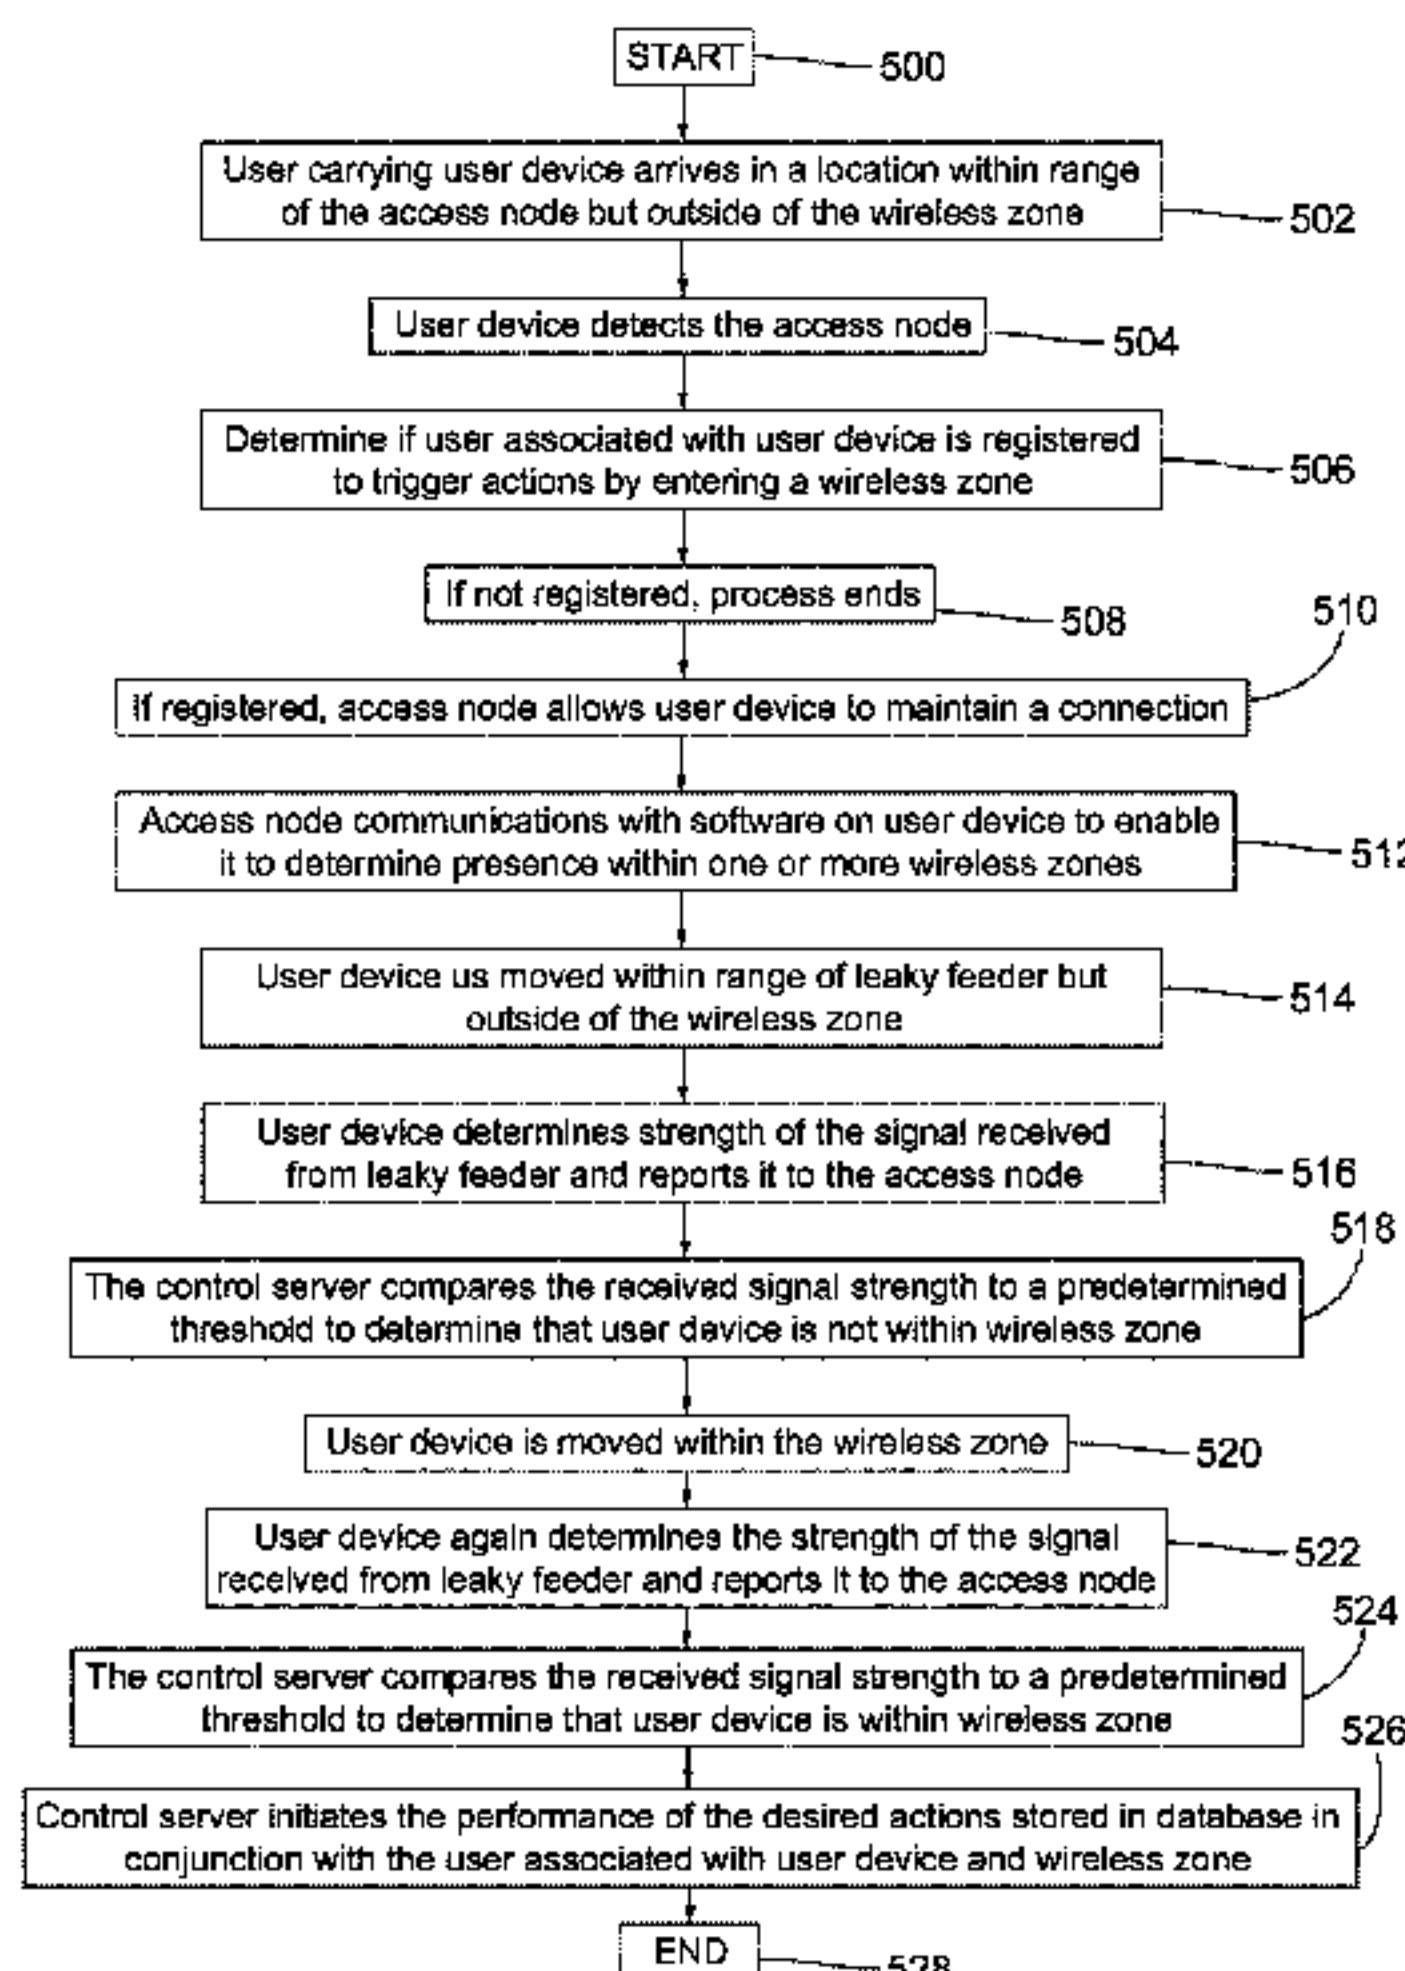 START
500
User carrying user device arrives in a location within range
of the access node but outside of the wireless zone
502
User device detects the access node
504
Determine if user associated with user device is registered
to trigger actions by entering a wireless zone
506
If not registered, process ends
508
510
If registered, access node allows user device to maintain a connection
Access node communications with software on user device to enable
it to determine presence within one or more wireless zones
512
User device us moved within range of leaky feeder but
outside of the wireless zone
514
User device determines strength of the signal received
from leaky feeder and reports it to the access node
516
518
The control server compares the received signal strength to a predetermined
threshold to determine that user device is not within wireless zone
User device is moved within the wireless zone
520
User device again determines the strength of the signal
received from leaky feeder and reports it to the access node
522
524
The control server compares the received signal strength to a predetermined
threshold to determine that user device is within wireless zone
526
Control server initiates the performance of the desired actions stored in database in
conjunction with the user associated with user device and wireless zone
END
528